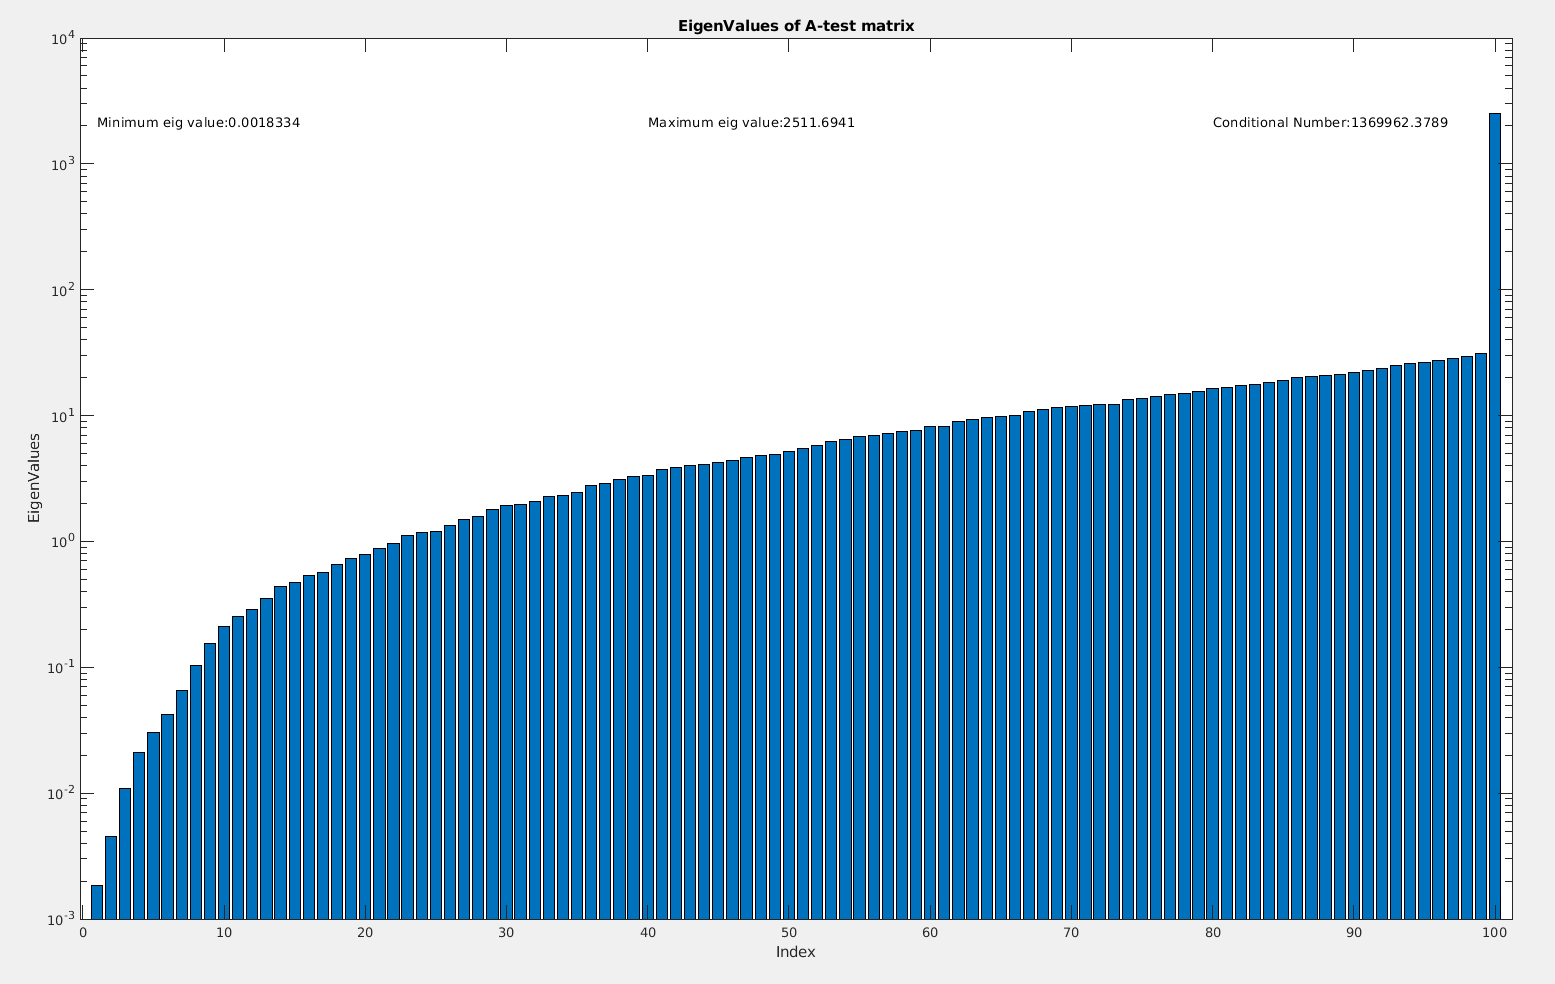 EigenValues of A-test matrix
10^4
Minimum eig value:0.0018334 Maximum eig value:2511.6941 Conditional Number:1369962.3789
10^3
10^2
10^1
EigenValues
10^0
10^-1
10^-2
10^-3
0 10 20 30 40 50 60 70 80 90 100
Index